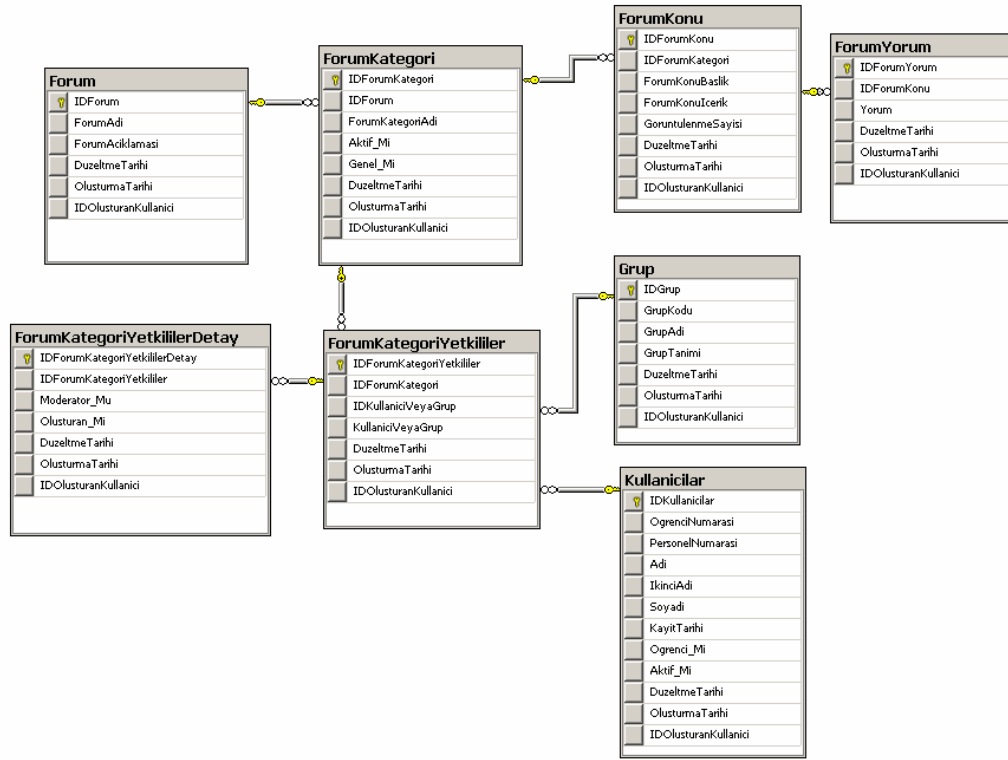 Forum
IDForum
ForumAdi
ForumAciklamasi
DuzeltmeTarihi
OlusturmaTarihi
IDOlusturanKullanici
ForumKategori
IDForumKategori
IDForum
ForumKategoriAdi
Aktif_Mi
Genel_Mi
DuzeltmeTarihi
OlusturmaTarihi
IDOlusturanKullanici
ForumKonu
IDForumKonu
IDForumKategori
ForumKonuBaslik
ForumKonuIcerik
GoruntulenmeSayisi
DuzeltmeTarihi
OlusturmaTarihi
IDOlusturanKullanici
ForumYorum
IDForumYorum
IDForumKonu
Yorum
DuzeltmeTarihi
OlusturmaTarihi
IDOlusturanKullanici
ForumKategoriYetkililerDetay
IDForumKategoriYetkililerDetay
IDForumKategoriYetkililer
Moderator_Mu
Olusturan_Mi
DuzeltmeTarihi
OlusturmaTarihi
IDOlusturanKullanici
ForumKategoriYetkililer
IDForumKategoriYetkililer
IDForumKategori
IDKullaniciVeyaGrup
KullaniciVeyaGrup
DuzeltmeTarihi
OlusturmaTarihi
IDOlusturanKullanici
Grup
IDGrup
GrupKodu
GrupAdi
GrupTanimi
DuzeltmeTarihi
OlusturmaTarihi
IDOlusturanKullanici
Kullanicilar
IDKullanicilar
OgrenciNumarasi
PersonelNumarasi
Adi
IkinciAdi
Soyadi
KayitTarihi
Ogrenci_Mi
Aktif_Mi
DuzeltmeTarihi
OlusturmaTarihi
IDOlusturanKullanici